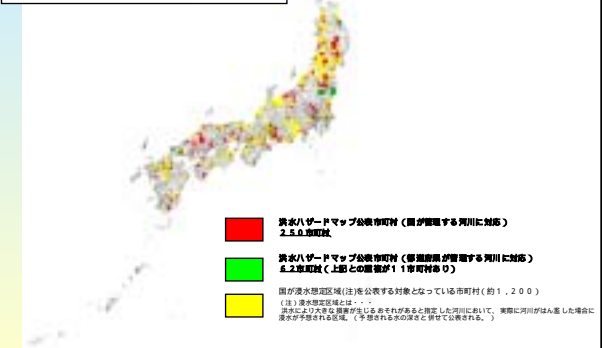 洪水ハザードマップ公表市町村（国が管理する河川に対応）
２５０市町村
洪水ハザードマップ公表市町村（都道府県が管理する河川に対応）
６２市町村（上記との重複が１１市町村あり）
国が浸水想定区域(注)を公表する対象となっている市町村（約１，２００）
（注）浸水想定区域とは・・・
洪水により大きな損害が生じるおそれがあると指定した河川において、実際に河川がはん濫した場合に
浸水が予想される区域。（予想される水の深さと併せて公表される。）